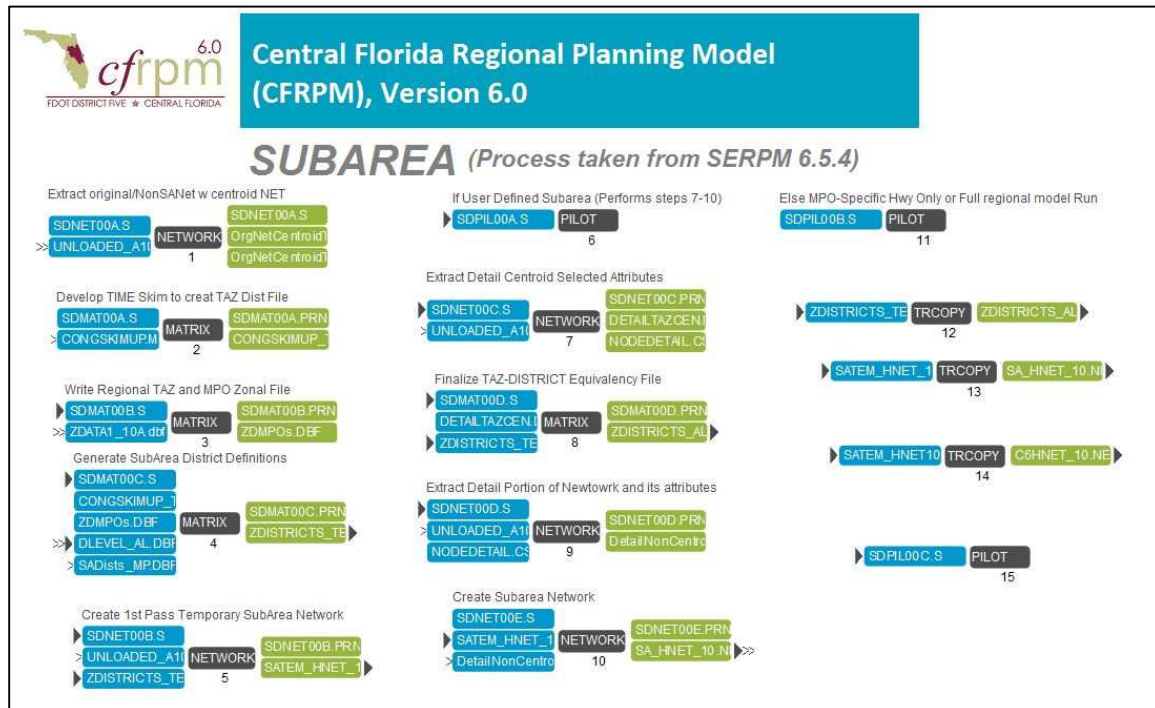 6.0
cfrpm
FDOT DISTRICT FIVE ★ CENTRAL FLORIDA
Central Florida Regional Planning Model
(CFRPM), Version 6.0
SUBAREA (Process taken from SERPM 6.5.4)
Extract original/NonSANet w centroid NET
SDNET00A.S
UNLOADED_A10
NETWORK
1
SDNET00A.S
OrgNetCentroidT
OrgNetCentroidT
Develop TIME Skim to creat TAZ Dist File
SDMAT00A.S
CONGSKIMUP.M
MATRIX
2
SDMAT00A.PRN
CONGSKIMUP_T
Write Regional TAZ and MPO Zonal File
SDMAT00B.S
ZDATA1_10A.dbf
MATRIX
3
SDMAT00B.PRN
ZDMPOs.DBF
Generate SubArea District Definitions
SDMAT00C.S
CONGSKIMUP_T
ZDMPOs.DBF
DLEVEL_AL.DBF
SADists_MP.DBF
MATRIX
4
SDMAT00C.PRN
ZDISTRICTS_TE
Create 1st Pass Temporary SubArea Network
SDNET00B.S
UNLOADED_A10
ZDISTRICTS_TE
NETWORK
5
SDNET00B.PRN
SATEM_HNET_1
If User Defined Subarea (Performs steps 7-10)
SDPIL00A.S
PILOT
6
Extract Detail Centroid Selected Attributes
SDNET00C.S
UNLOADED_A10
NETWORK
7
SDNET00C.PRN
DETAILTAZCEN.D
NODEDETAIL.CS
Finalize TAZ-DISTRICT Equivalency File
SDMAT00D.S
DETAILTAZCEN.D
ZDISTRICTS_TE
MATRIX
8
SDMAT00D.PRN
ZDISTRICTS_AL
Extract Detail Portion of Newtowrk and its attributes
SDNET00D.S
UNLOADED_A10
NODEDETAIL.CS
NETWORK
9
SDNET00D.PRN
DetailNonCentro
Create Subarea Network
SDNET00E.S
SATEM_HNET_1
DetailNonCentro
NETWORK
10
SDNET00E.PRN
SA_HNET_10.NE
Else MPO-Specific Hwy Only or Full regional model Run
SDPIL00B.S
PILOT
11
ZDISTRICTS_TE
TRCOPY
12
ZDISTRICTS_AL
SATEM_HNET_1
TRCOPY
13
SA_HNET_10.NE
SATEM_HNET10
TRCOPY
14
C6HNET_10.NE
SDPIL00C.S
PILOT
15